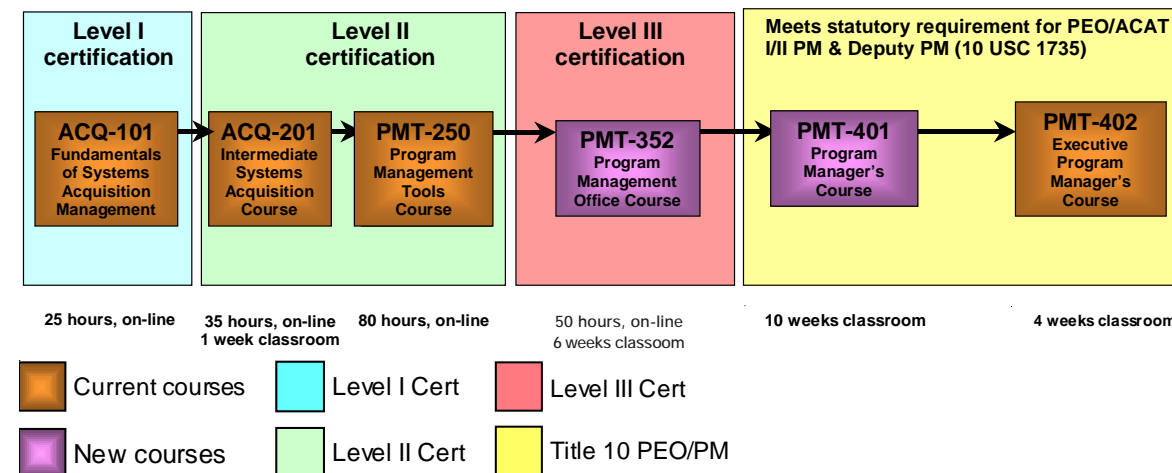 Level I
certification
Level II
certification
Level III
certification
Meets statutory requirement for PEO/ACAT
I/II PM & Deputy PM (10 USC 1735)
ACQ-101
Fundamentals
of Systems
Acquisition
Management
ACQ-201
Intermediate
Systems
Acquisition
Course
PMT-250
Program
Management
Tools
Course
PMT-352
Program
Management
Office Course
PMT-401
Program
Manager's
Course
PMT-402
Executive
Program
Manager's
Course
25 hours, on-line
35 hours, on-line
1 week classroom
80 hours, on-line
50 hours, on-line
6 weeks classoom
10 weeks classroom
4 weeks classroom
Current courses
Level I Cert
Level III Cert
New courses
Level II Cert
Title 10 PEO/PM